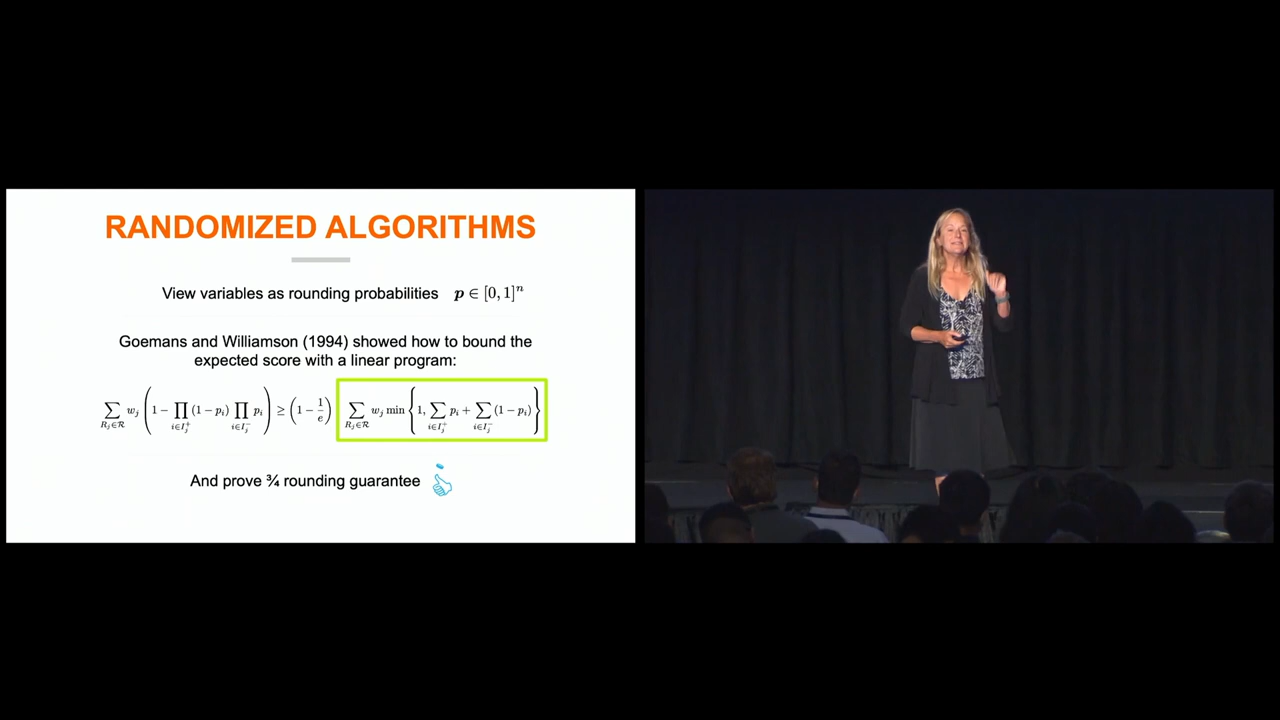 RANDOMIZED ALGORITHMS
View variables as rounding probabilities p ∈ [0, 1]ⁿ
Goemans and Williamson (1994) showed how to bound the
expected score with a linear program:
∑_{R_j∈ℛ} w_j (1 − ∏_{i∈I_j^+} (1 − p_i) ∏_{i∈I_j^−} p_i) ≥ (1 − 1/e) ∑_{R_j∈ℛ} w_j min {1, ∑_{i∈I_j^+} p_i + ∑_{i∈I_j^−} (1 − p_i)}
And prove ¾ rounding guarantee